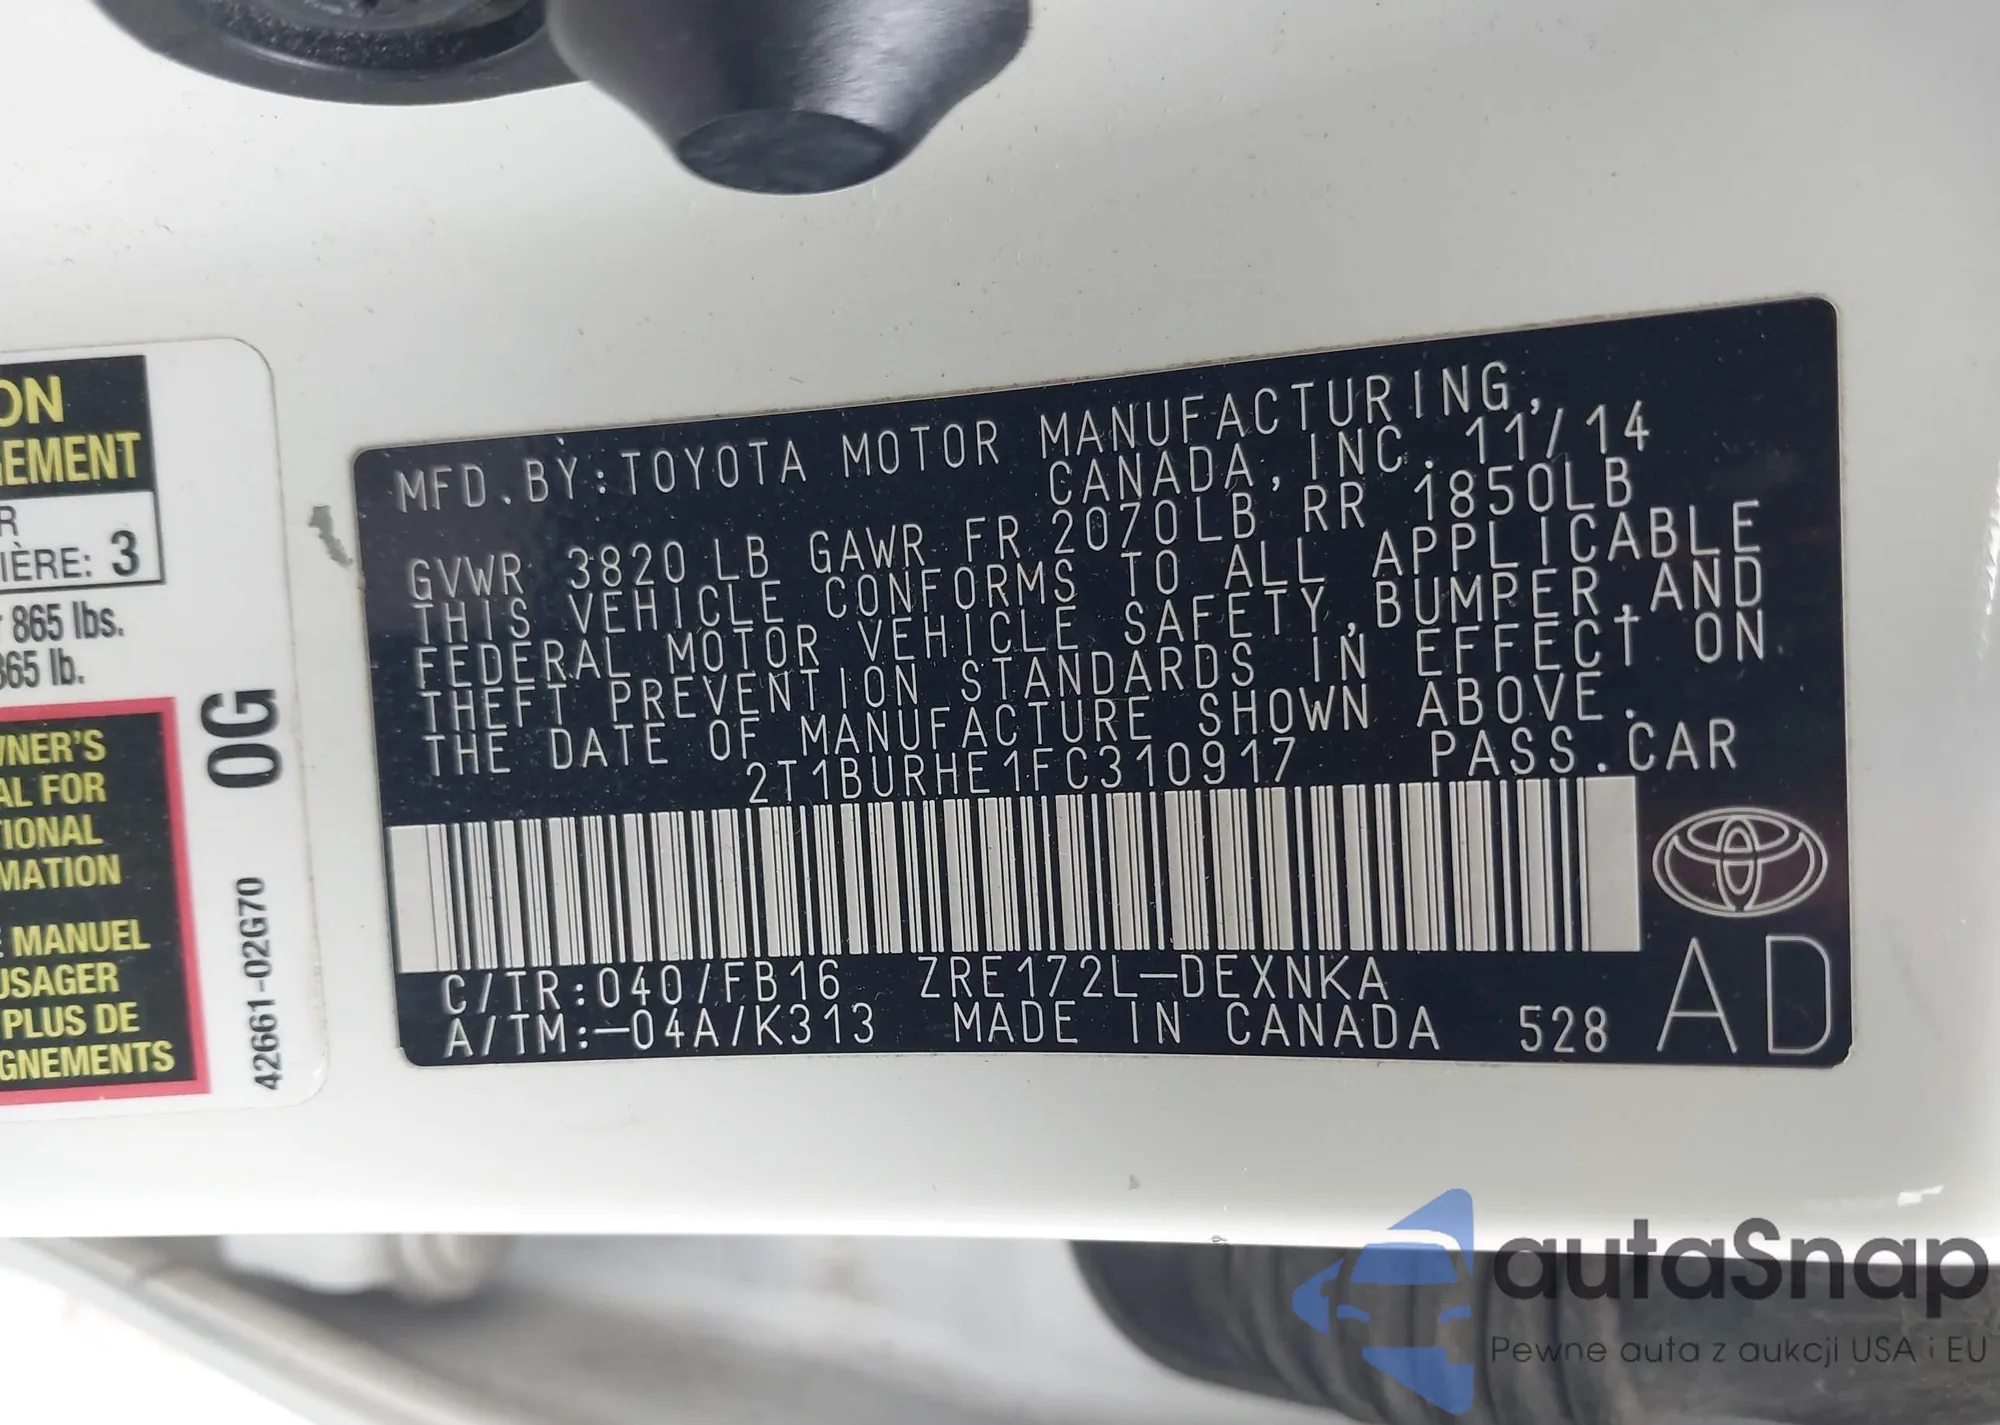 ON
EMENT
R
IÈRE: 3
865 lbs.
365 lb.
WNER'S
AL FOR
TIONAL
MATION
E MANUEL
USAGER
PLUS DE
GNEMENTS
0G
42661-02G70
MFD.BY:TOYOTA MOTOR MANUFACTURING,
CANADA,INC. 11/14
GVWR 3820LB GAWR FR 2070LB RR 1850LB
THIS VEHICLE CONFORMS TO ALL APPLICABLE
FEDERAL MOTOR VEHICLE SAFETY,BUMPER,AND
THEFT PREVENTION STANDARDS IN EFFECT ON
THE DATE OF MANUFACTURE SHOWN ABOVE.
2T1BURHE1FC310917 PASS.CAR
C/TR:040/FB16 ZRE172L-DEXNKA
A/TM:-04A/K313 MADE IN CANADA 528
AD
autaSnap
Pewne auta z aukcji USA i EU